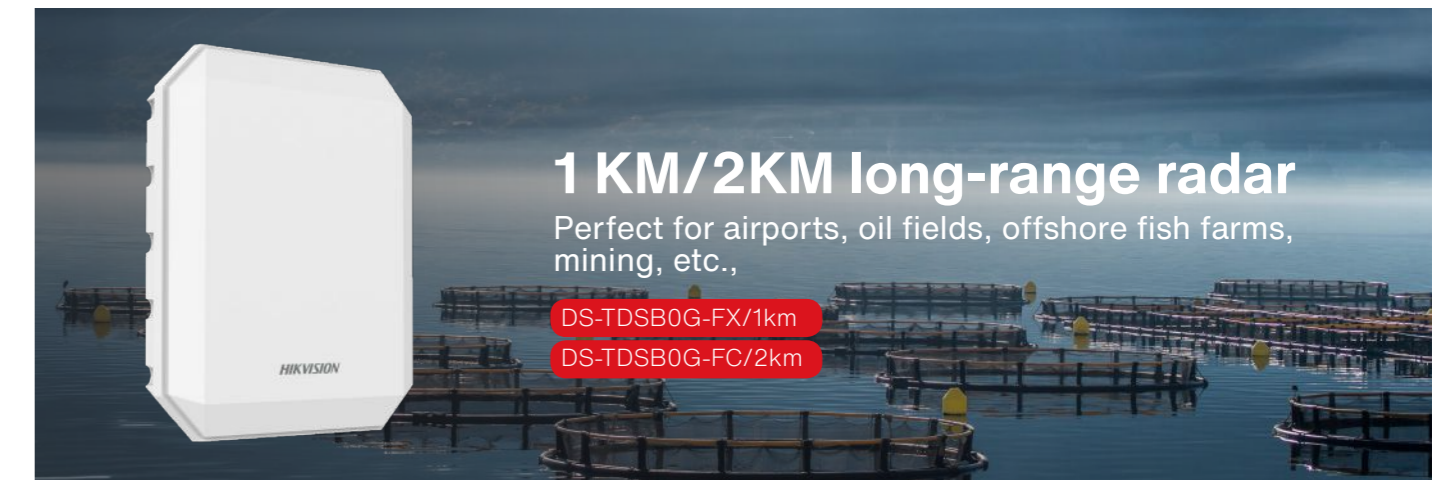 HIKVISION
1 KM/2KM long-range radar
Perfect for airports, oil fields, offshore fish farms,
mining, etc.,
DS-TDSB0G-FX/1km
DS-TDSB0G-FC/2km